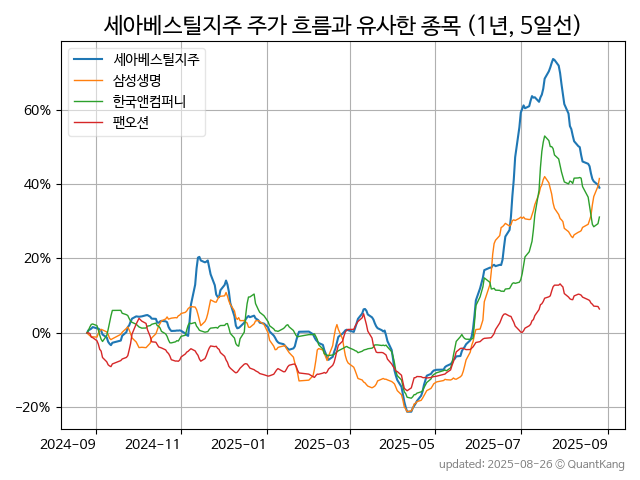 세아베스틸지주 주가 흐름과 유사한 종목 (1년, 5일선)
세아베스틸지주
삼성생명
한국앤컴퍼니
팬오션
60%
40%
20%
0%
−20%
2024-09 2024-11 2025-01 2025-03 2025-05 2025-07 2025-09
updated: 2025-08-26 © QuantKang